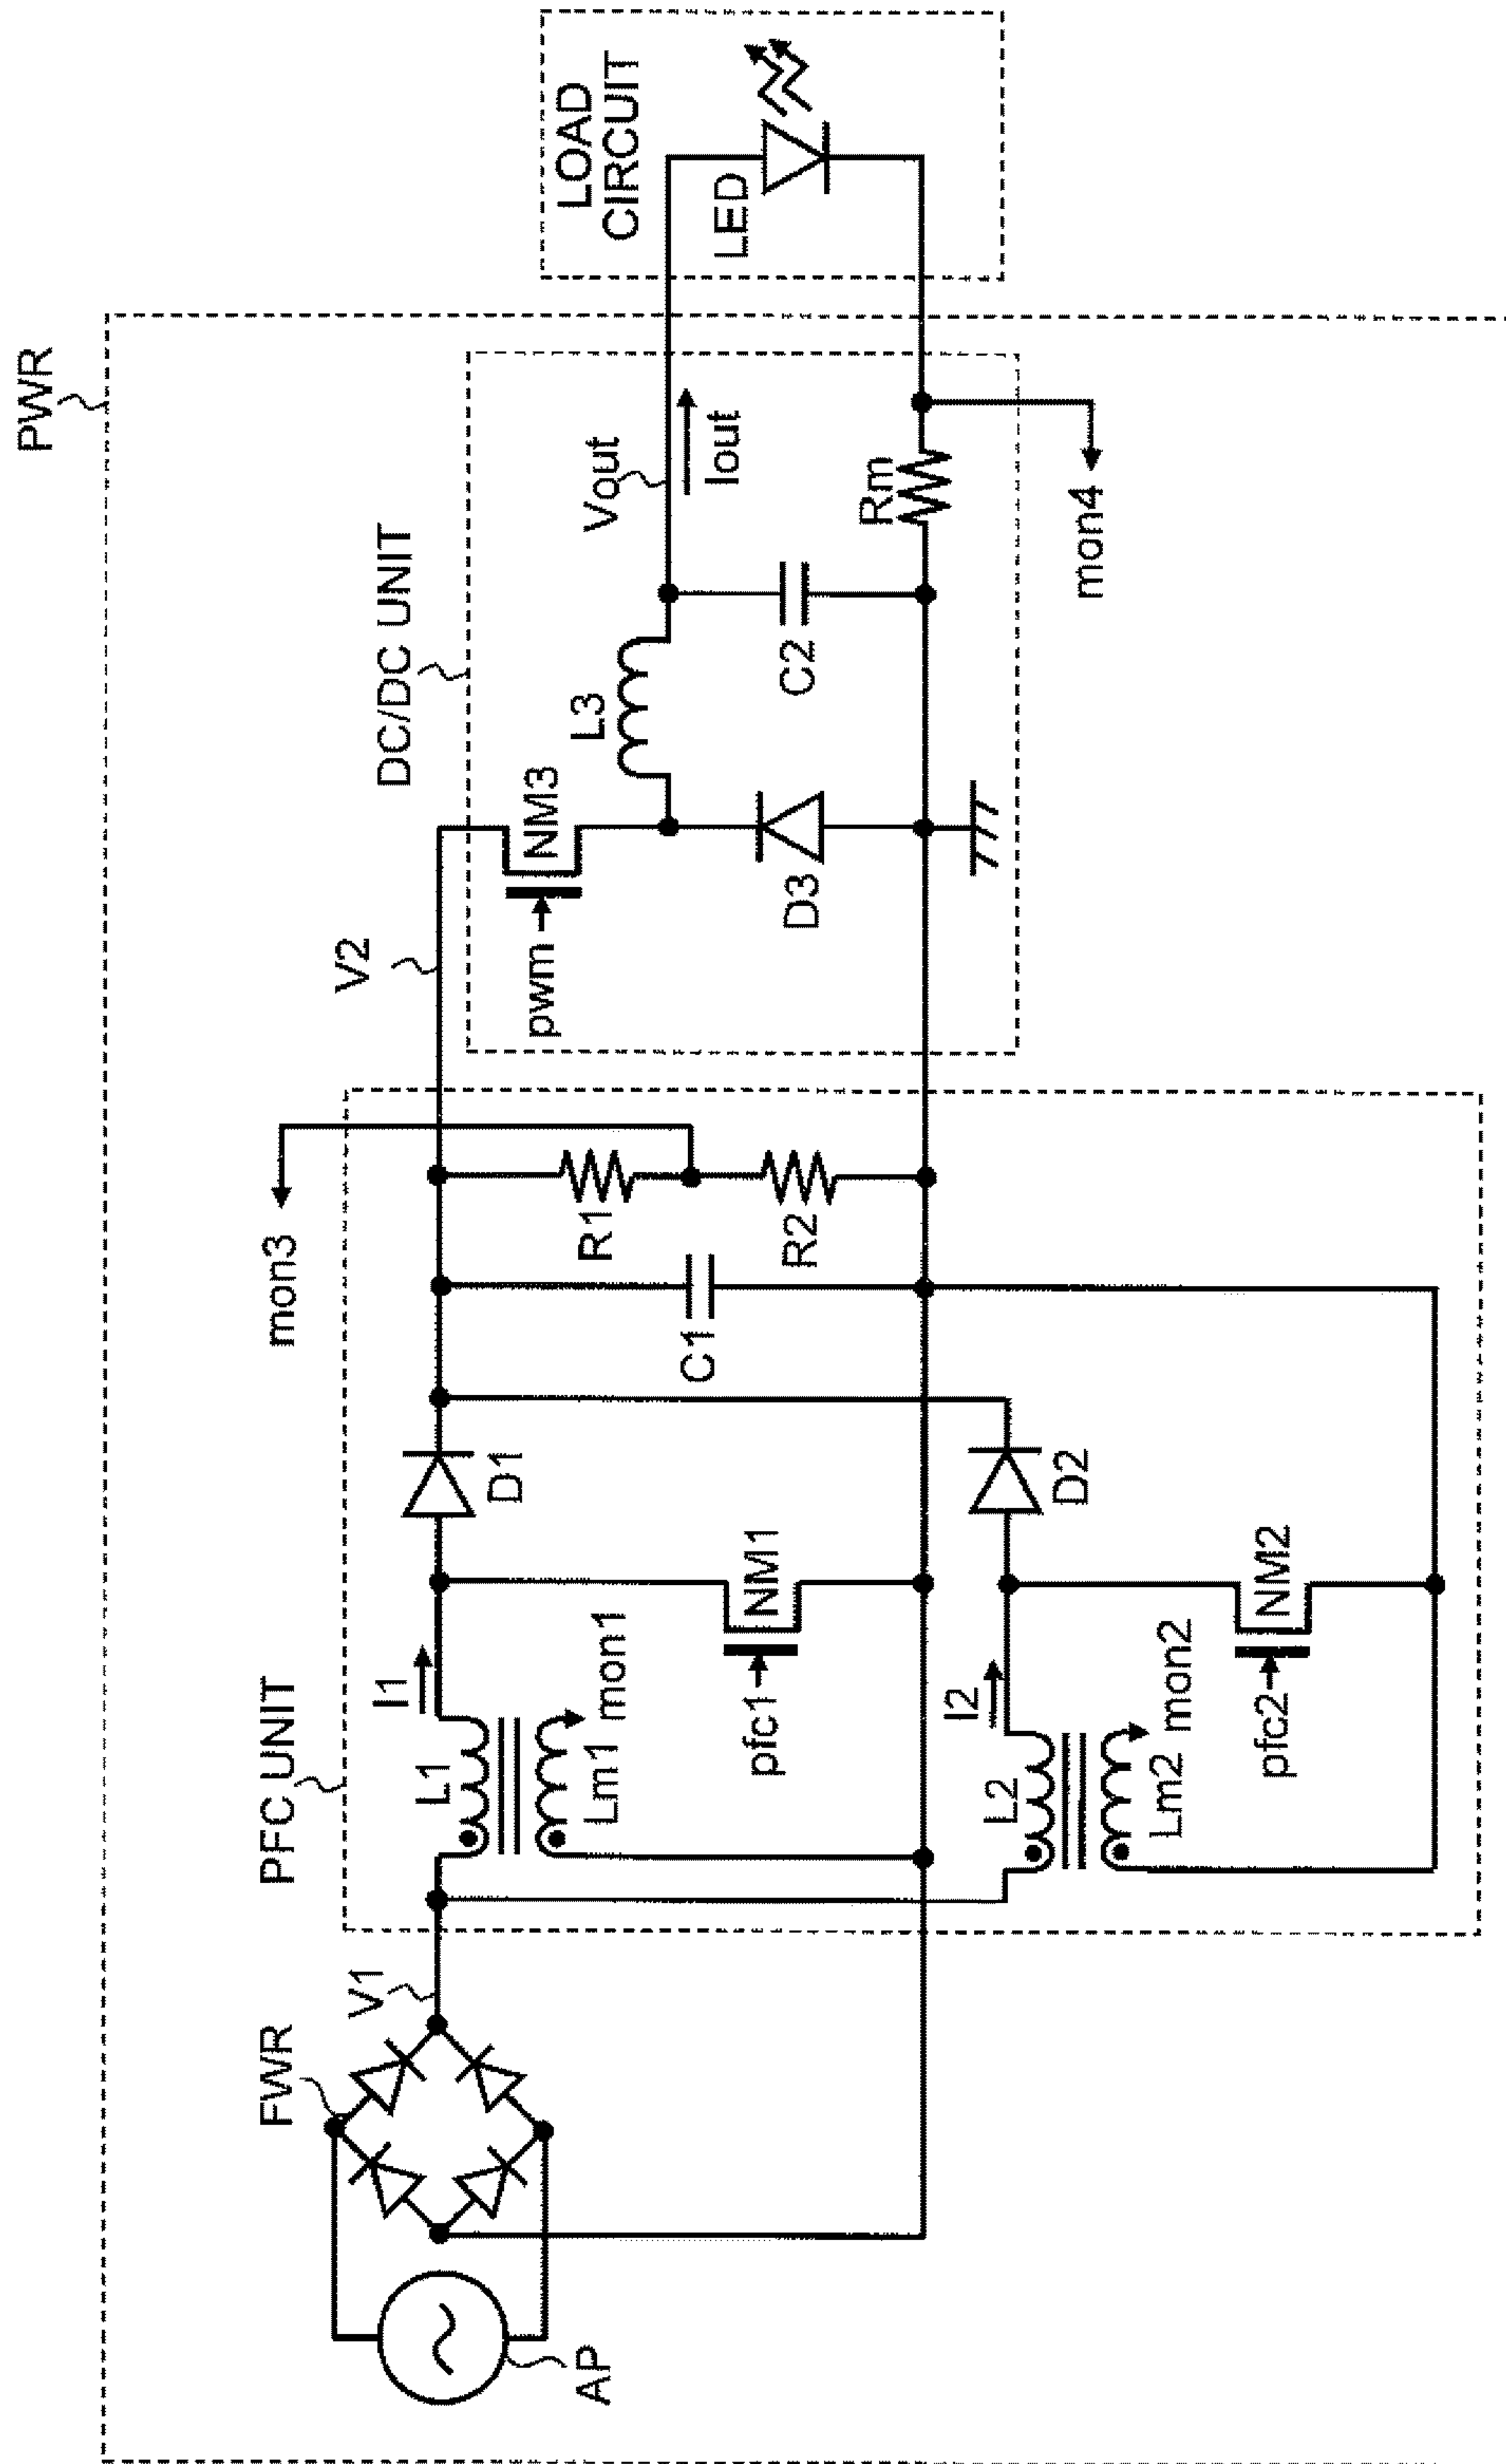 PWR
LOAD
CIRCUIT
LED
DC/DC UNIT
Vout
Iout
Rm
mon4
C2
L3
NM3
pwm
D3
V2
mon3
R1
R2
C1
D1
D2
PFC UNIT
I1
L1
Lm1
mon1
NM1
pfc1
I2
L2
Lm2
mon2
NM2
pfc2
V1
FWR
AP